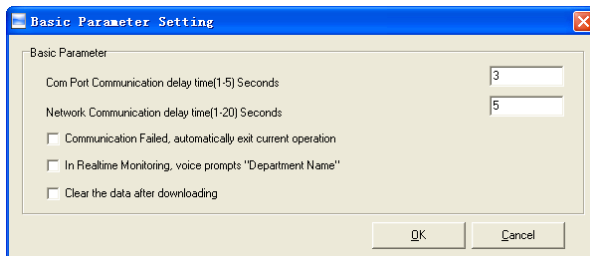 Basic Parameter Setting
Basic Parameter
Com Port Communication delay time(1-5) Seconds 3
Network Communication delay time(1-20) Seconds 5
Communication Failed, automatically exit current operation
In Realtime Monitoring, voice prompts "Department Name"
Clear the data after downloading
OK Cancel